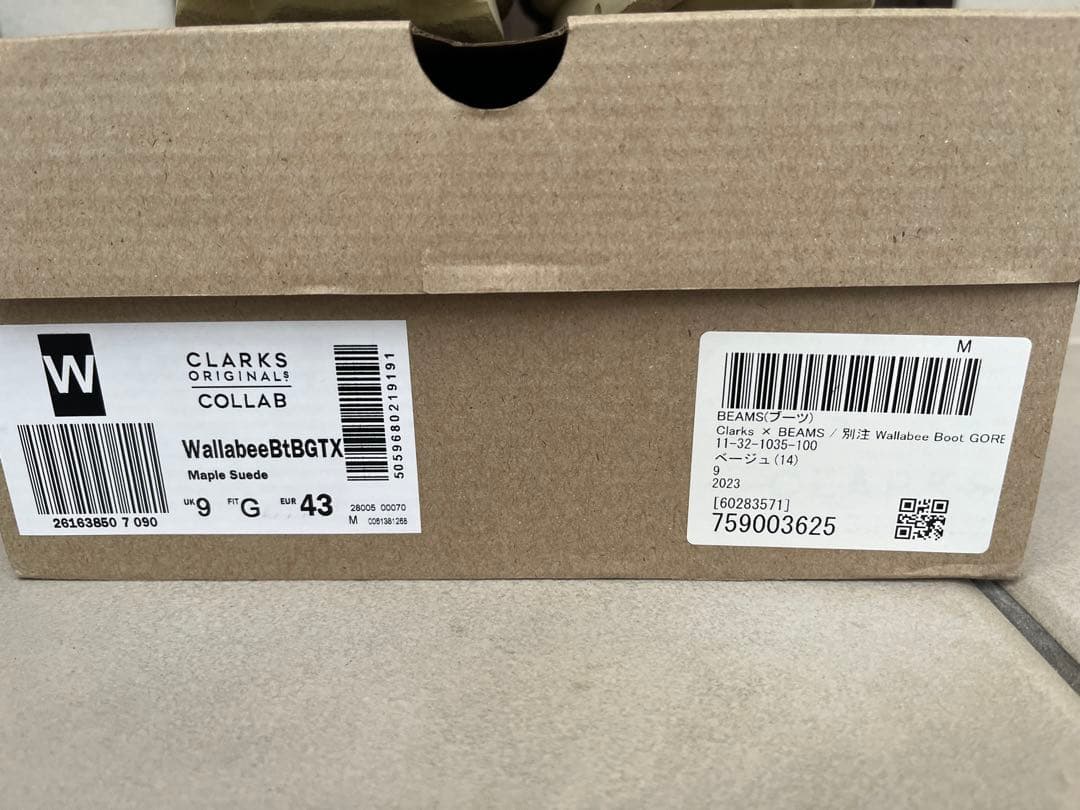 W
CLARKS
ORIGINALS
COLLAB
WallabeeBtBGTX
Maple Suede
UK 9 FIT G EUR 43
26163850 7 090
5059680219191
28005 00070
M 0051381268
M
BEAMS(ブーツ)
Clarks × BEAMS / 別注 Wallabee Boot GORE
11-32-1035-100
ベージュ(14)
9
2023
[60283571]
759003625